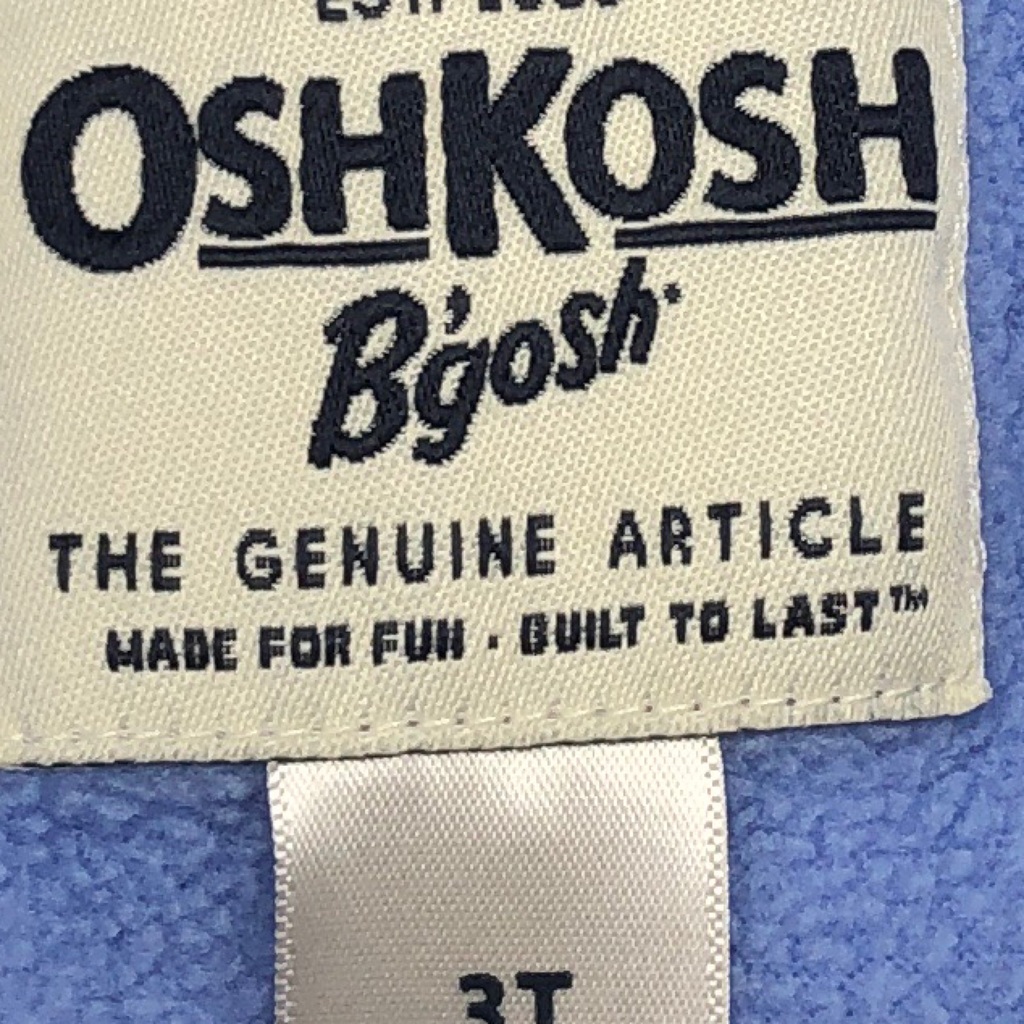 OSHKOSH
B'gosh
THE GENUINE ARTICLE
MADE FOR FUN · BUILT TO LAST™
3T